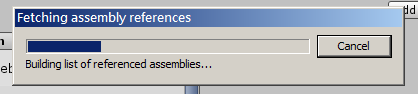 Fetching assembly references
Cancel
Building list of referenced assemblies...